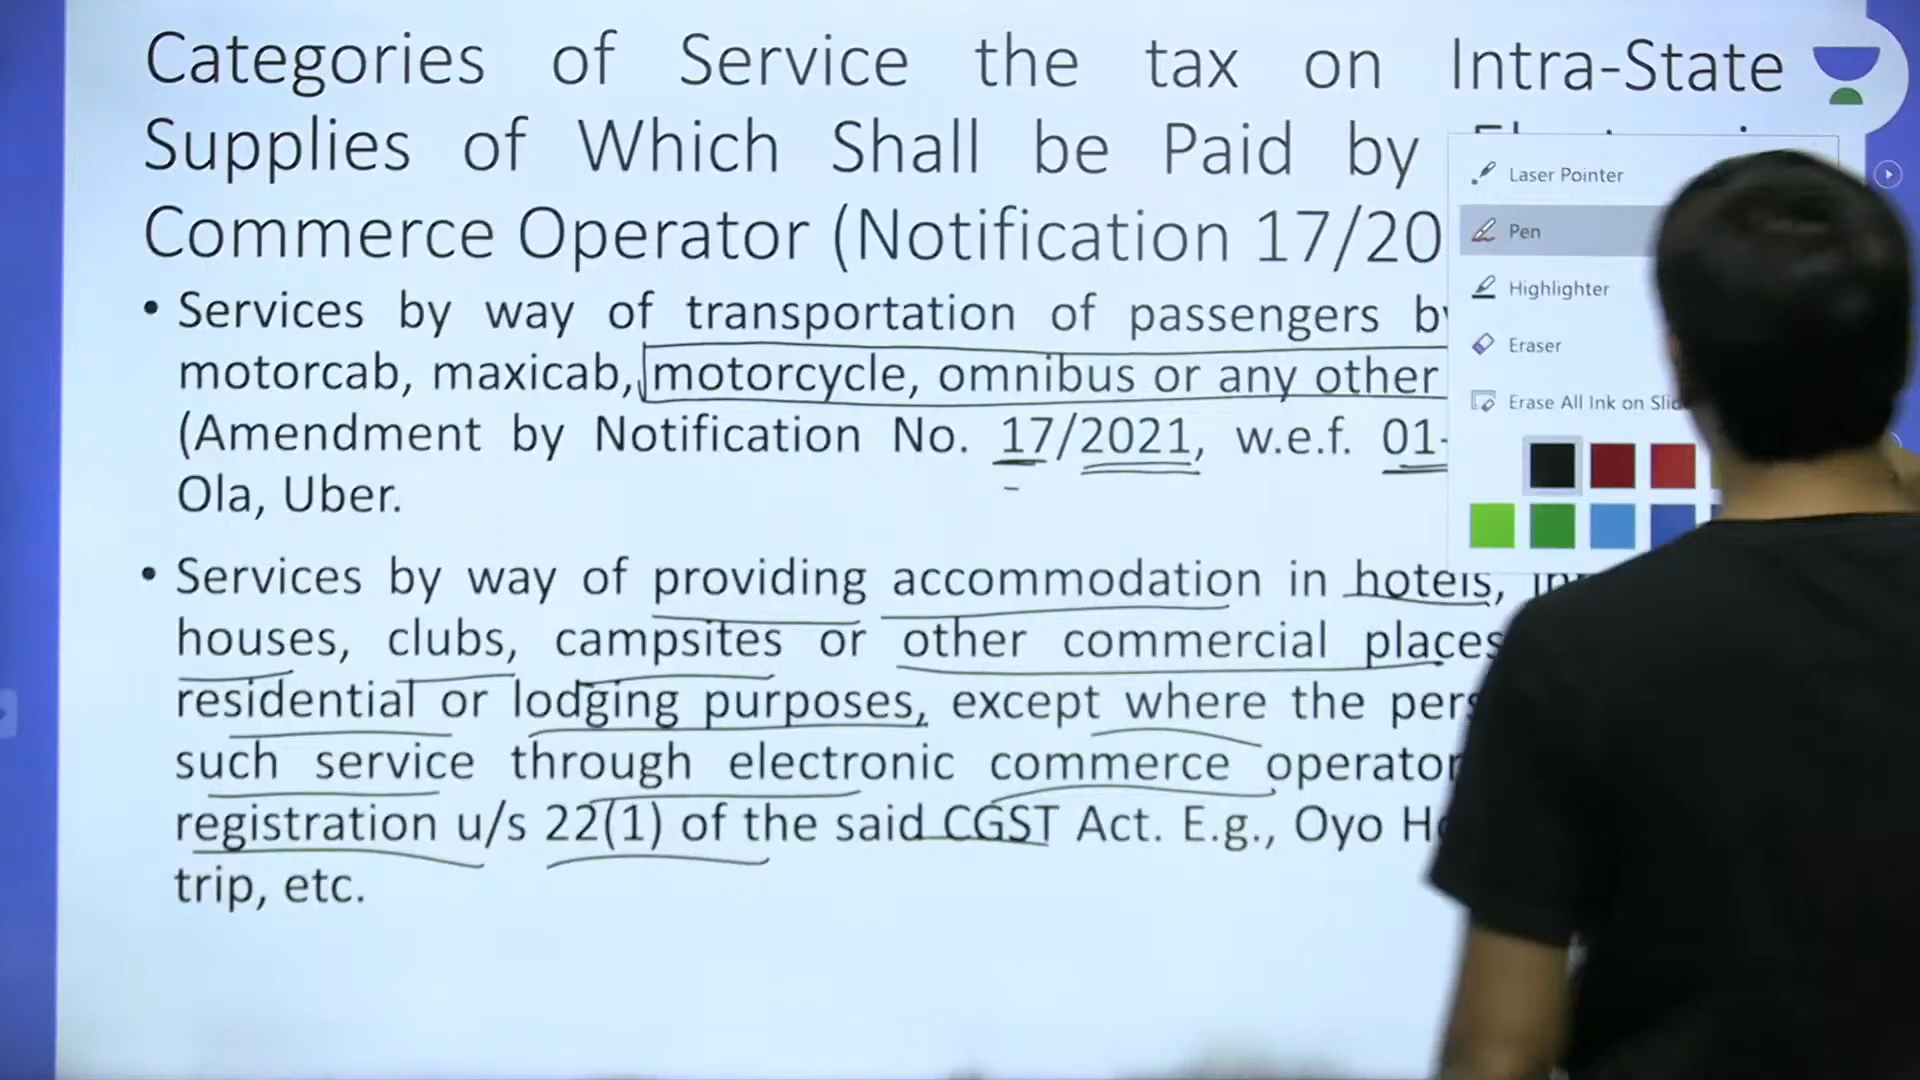 Categories of Service the tax on Intra-State
Supplies of Which Shall be Paid by
Commerce Operator (Notification 17/20
• Services by way of transportation of passengers
motorcab, maxicab, motorcycle, omnibus or any other
(Amendment by Notification No. 17/2021, w.e.f. 01-
Ola, Uber.
• Services by way of providing accommodation in hotels,
houses, clubs, campsites or other commercial places
residential or lodging purposes, except where the
such service through electronic commerce operator
registration u/s 22(1) of the said CGST Act. E.g., Oyo
trip, etc.
Laser Pointer
Pen
Highlighter
Eraser
Erase All Ink on